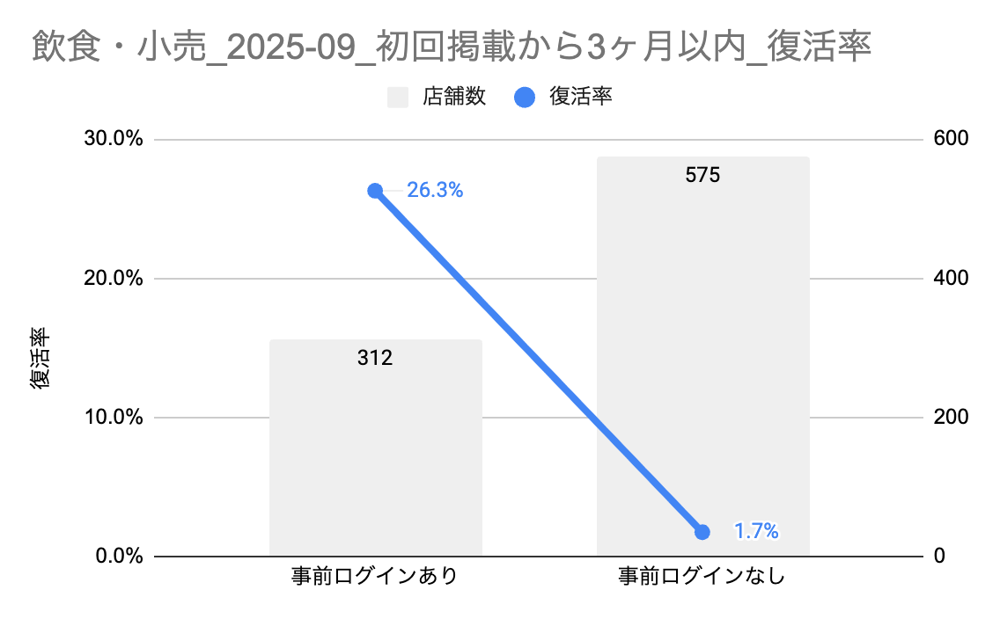 飲食・小売_2025-09_初回掲載から3ヶ月以内_復活率
店舗数 復活率
30.0% 600
575
26.3%
20.0% 400
復活率
312
10.0% 200
1.7%
0.0% 0
事前ログインあり 事前ログインなし